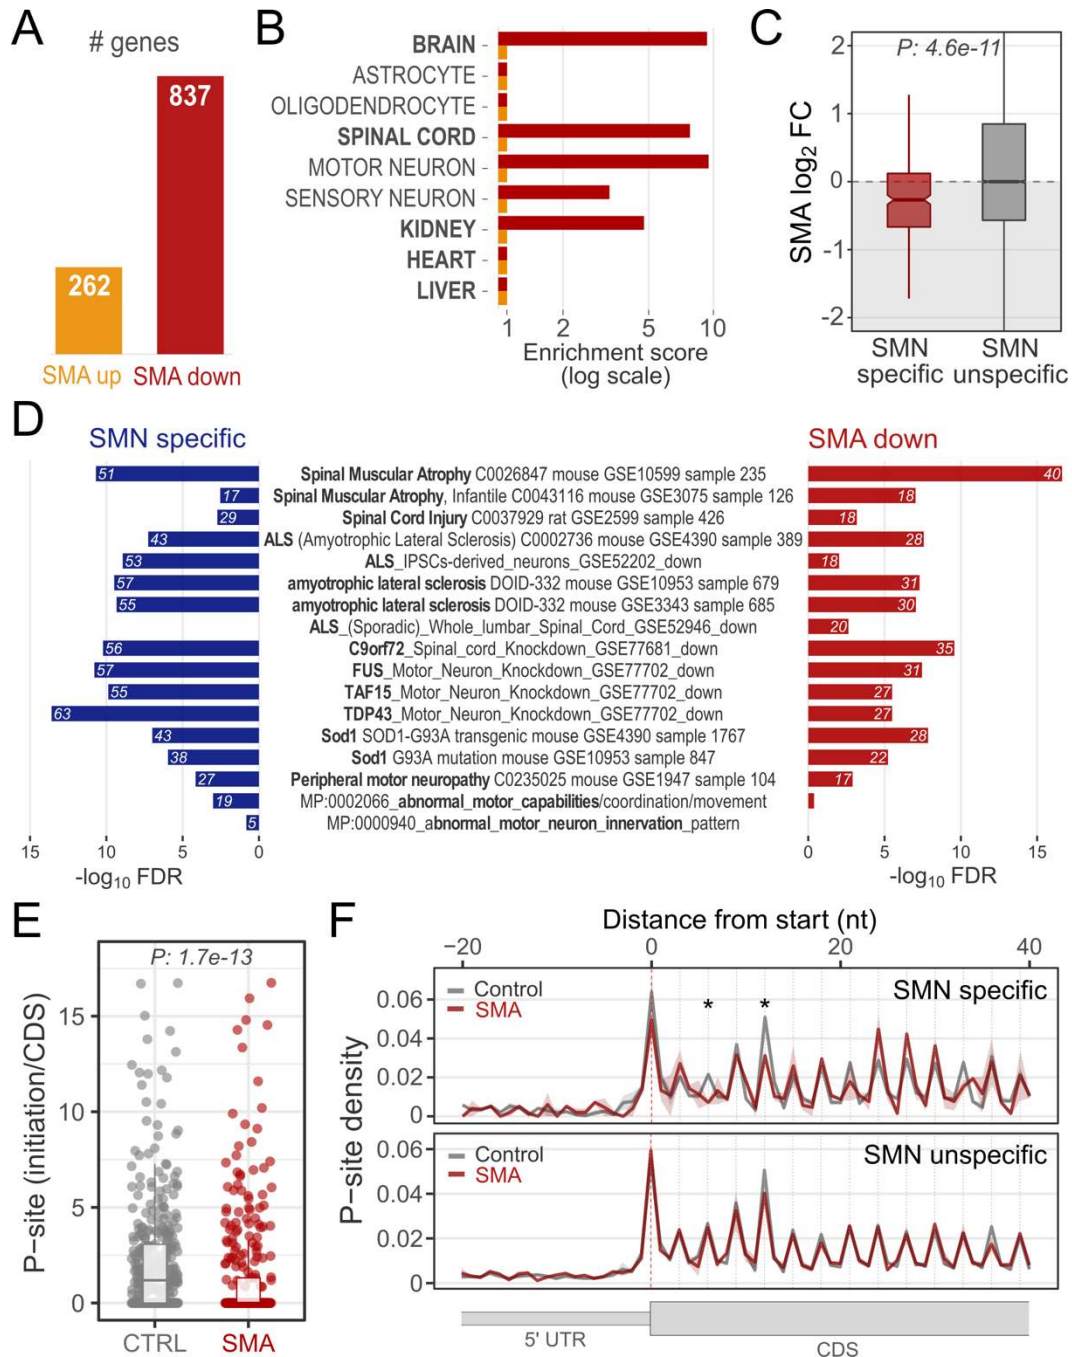 A
# genes
262
837
SMA up
SMA down
B
BRAIN
ASTROCYTE
OLIGODENDROCYTE
SPINAL CORD
MOTOR NEURON
SENSORY NEURON
KIDNEY
HEART
LIVER
1 2 5 10
Enrichment score
(log scale)
C
P: 4.6e-11
SMA log2 FC
2
1
0
-1
-2
SMN specific
SMN unspecific
D
SMN specific
SMA down
51 Spinal Muscular Atrophy C0026847 mouse GSE10599 sample 235 40
17 Spinal Muscular Atrophy, Infantile C0043116 mouse GSE3075 sample 126 18
29 Spinal Cord Injury C0037929 rat GSE2599 sample 426 18
43 ALS (Amyotrophic Lateral Sclerosis) C0002736 mouse GSE4390 sample 389 28
53 ALS_IPSCs-derived_neurons_GSE52202_down 18
57 amyotrophic lateral sclerosis DOID-332 mouse GSE10953 sample 679 31
55 amyotrophic lateral sclerosis DOID-332 mouse GSE3343 sample 685 30
ALS_(Sporadic)_Whole_lumbar_Spinal_Cord_GSE52946_down 20
56 C9orf72_Spinal_cord_Knockdown_GSE77681_down 35
57 FUS_Motor_Neuron_Knockdown_GSE77702_down 31
55 TAF15_Motor_Neuron_Knockdown_GSE77702_down 27
63 TDP43_Motor_Neuron_Knockdown_GSE77702_down 27
43 Sod1 SOD1-G93A transgenic mouse GSE4390 sample 1767 28
38 Sod1 G93A mutation mouse GSE10953 sample 847 22
27 Peripheral motor neuropathy C0235025 mouse GSE1947 sample 104 17
19 MP:0002066_abnormal_motor_capabilities/coordination/movement
5 MP:0000940_abnormal_motor_neuron_innervation_pattern
15 10 5 0
-log10 FDR
0 5 10 15
-log10 FDR
E
P: 1.7e-13
P-site (initiation/CDS)
15
10
5
0
CTRL
SMA
F
Distance from start (nt)
-20 0 20 40
P-site density
Control
SMA
* *
SMN specific
0.06
0.04
0.02
0
Control
SMA
SMN unspecific
0.06
0.04
0.02
0
5' UTR
CDS